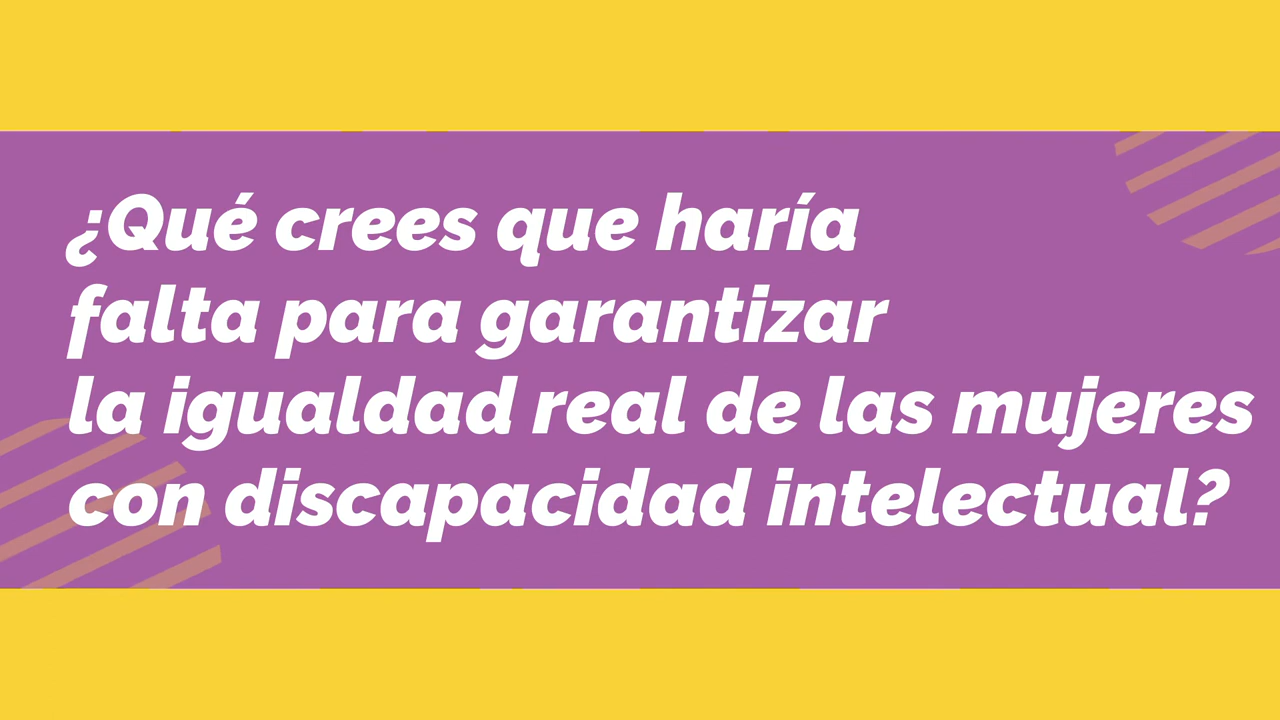 ¿Qué crees que haría
falta para garantizar
la igualdad real de las mujeres
con discapacidad intelectual?